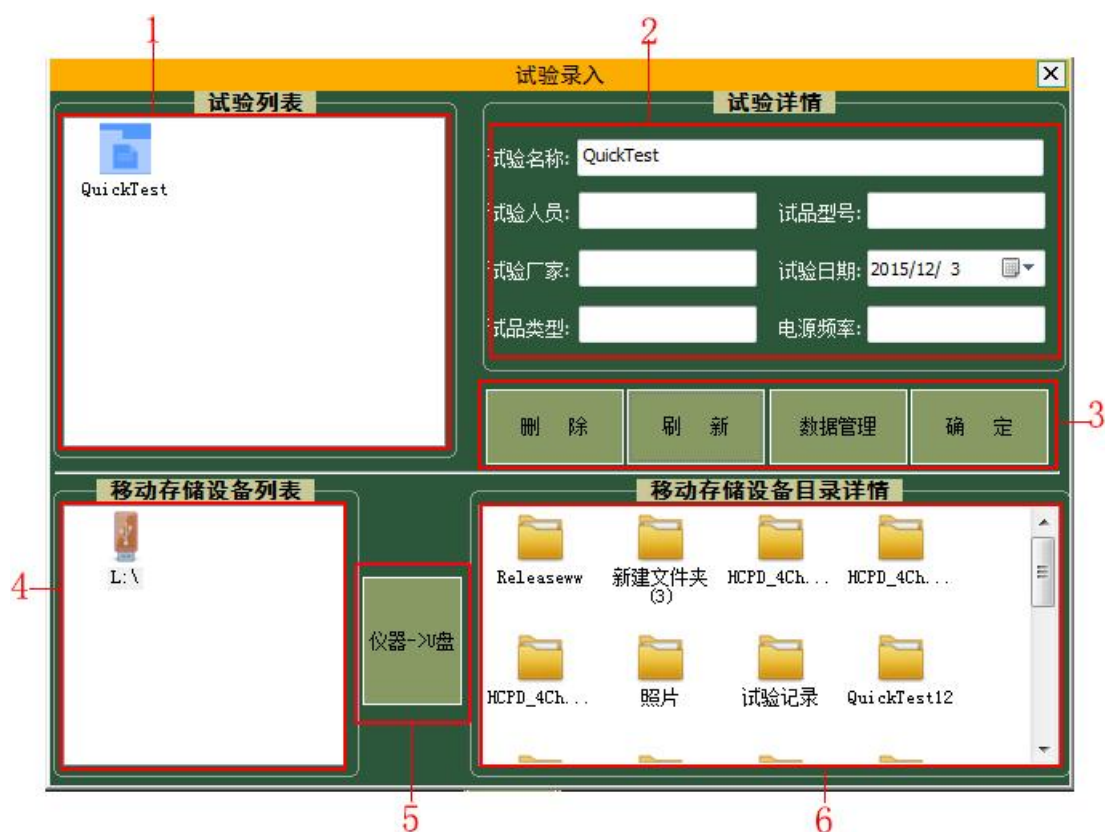 1
2
试验录入
试验列表
试验详情
QuickTest
试验名称: QuickTest
试验人员:
试品型号:
试验厂家:
试验日期: 2015/12/ 3
试品类型:
电源频率:
删 除
刷 新
数据管理
确 定
3
移动存储设备列表
移动存储设备目录详情
4
L:\
仪器->U盘
Releaseww
新建文件夹
(3)
HCPD_4Ch...
HCPD_4Ch...
HCPD_4Ch...
照片
试验记录
QuickTest12
5
6